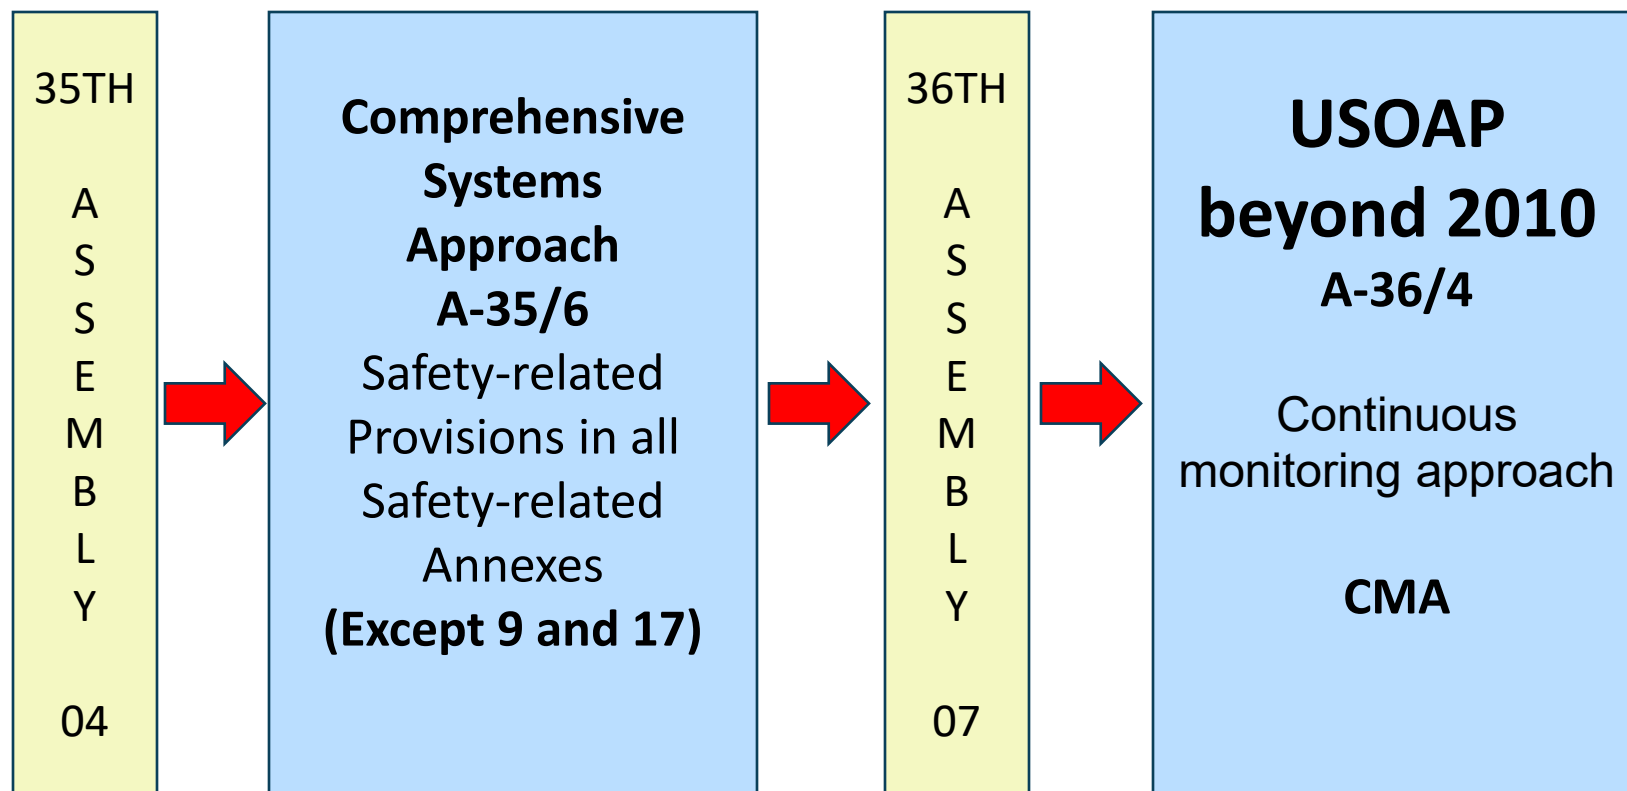 35TH
A
S
S
E
M
B
L
Y
04
Comprehensive
Systems
Approach
A-35/6
Safety-related
Provisions in all
Safety-related
Annexes
(Except 9 and 17)
36TH
A
S
S
E
M
B
L
Y
07
USOAP
beyond 2010
A-36/4
Continuous
monitoring approach
CMA